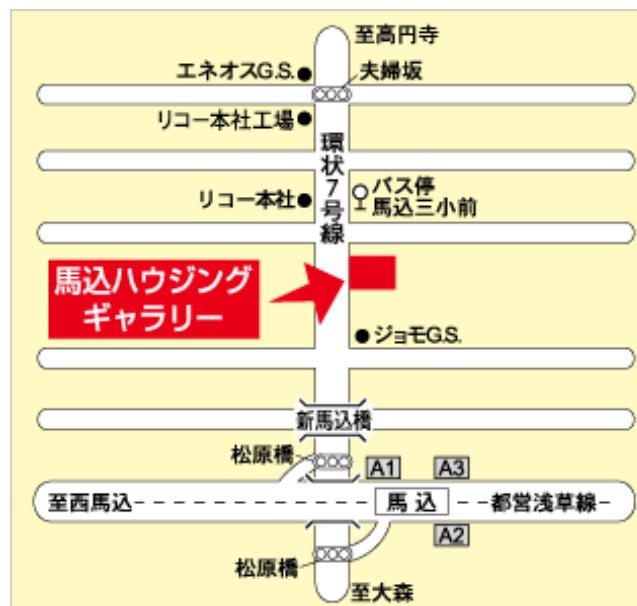 至高円寺
エネオスG.S.
夫婦坂
リコー本社工場
環状7号線
リコー本社
バス停
馬込三小前
馬込ハウジング
ギャラリー
ジョモG.S.
新馬込橋
松原橋
A1
A3
至西馬込
馬込
都営浅草線
A2
松原橋
至大森